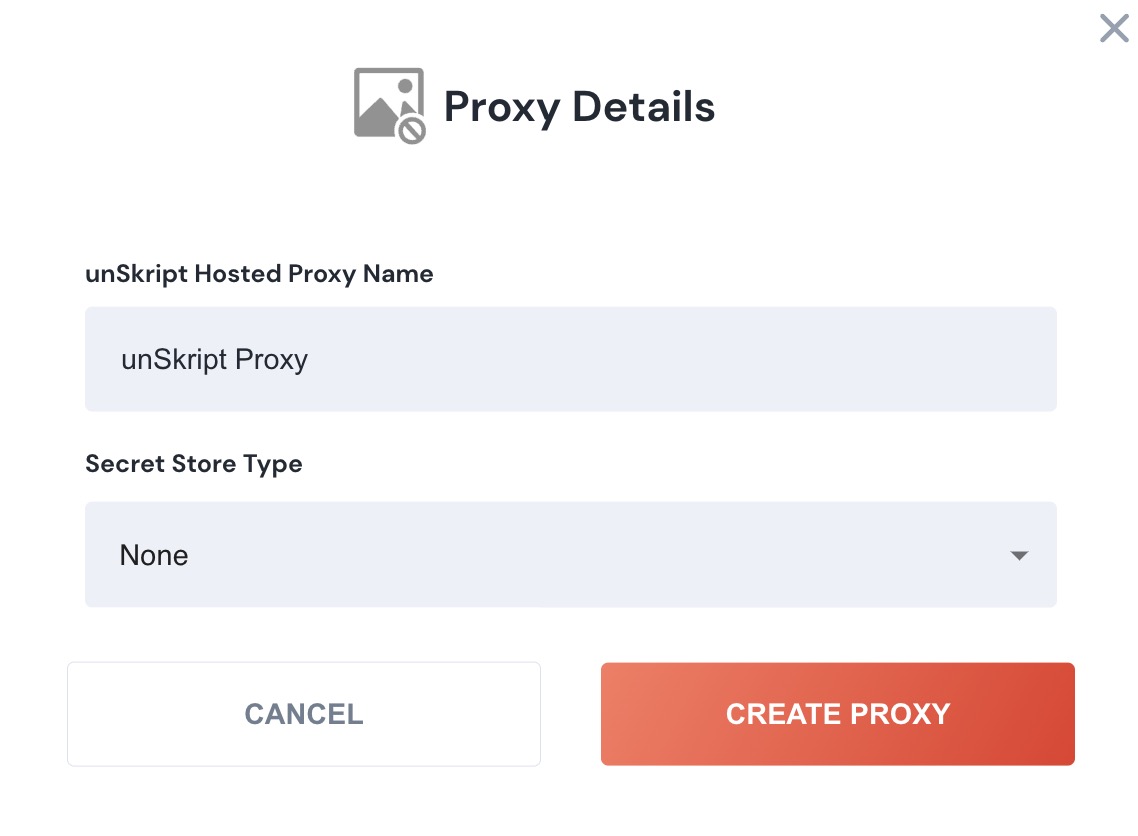 Proxy Details
unSkript Hosted Proxy Name
unSkript Proxy
Secret Store Type
None
CANCEL
CREATE PROXY